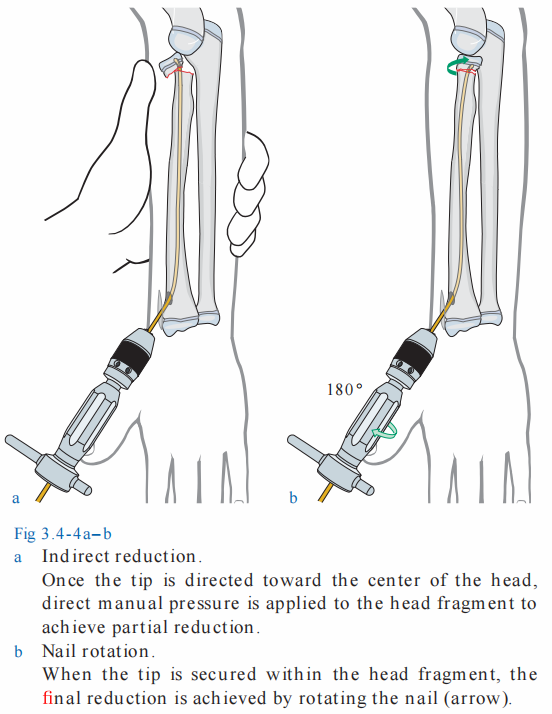 180°
a
b
Fig 3.4-4a–b
a Indirect reduction.
Once the tip is directed toward the center of the head,
direct manual pressure is applied to the head fragment to
achieve partial reduction.
b Nail rotation.
When the tip is secured within the head fragment, the
final reduction is achieved by rotating the nail (arrow).